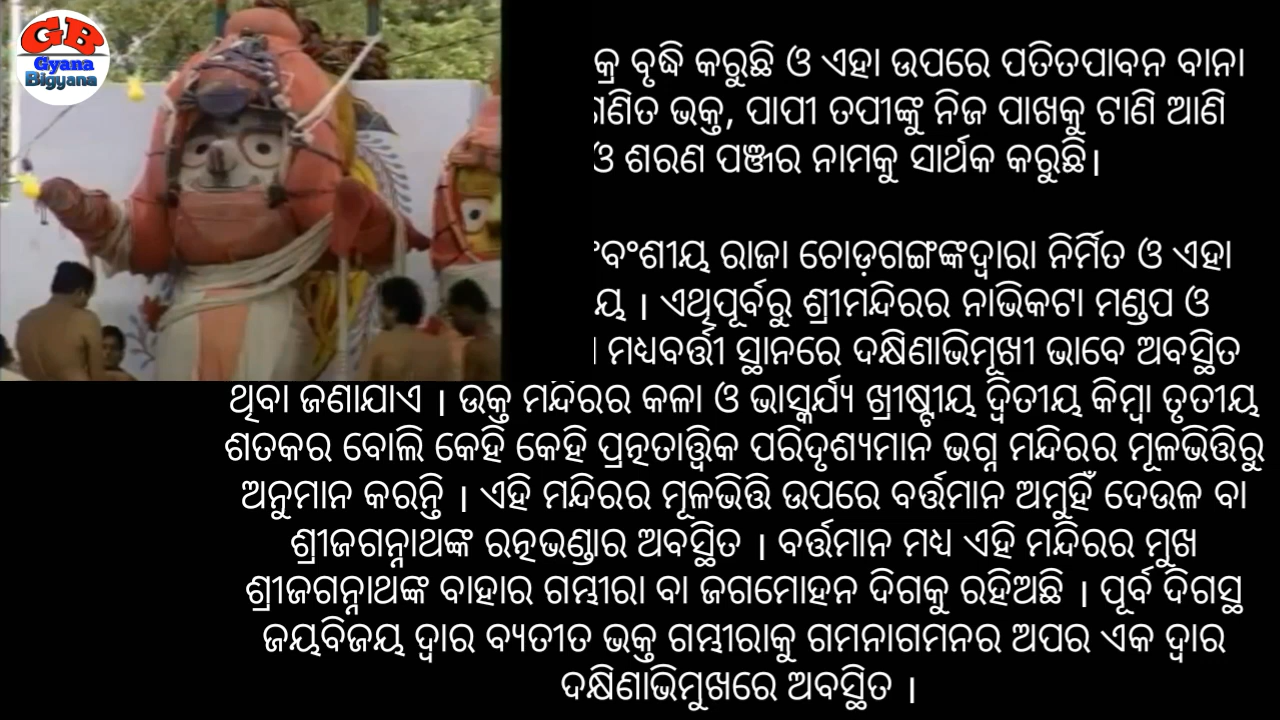 GB
Gyana
Bigyana
ବୃଦ୍ଧି କରୁଛି ଓ ଏହା ଉପରେ ପତିତପାବନ ବାନା
ଭକ୍ତ, ପାପୀ ତପୀଙ୍କୁ ନିଜ ପାଖକୁ ଟାଣି ଆଣି
ଓ ଶରଣ ପଞ୍ଜର ନାମକୁ ସାର୍ଥକ କରୁଛି।
ରାଜା ଚୋଡ଼ଗଙ୍ଗଙ୍କଦ୍ୱାରା ନିର୍ମିତ ଓ ଏହା
। ଏଥିପୂର୍ବରୁ ଶ୍ରୀମନ୍ଦିରର ନାଭିକଟା ମଣ୍ଡପ ଓ
ମଧ୍ୟବର୍ତ୍ତୀ ସ୍ଥାନରେ ଦକ୍ଷିଣାଭିମୂଖୀ ଭାବେ ଅବସ୍ଥିତ
ଥିବା ଜଣାଯାଏ । ଉକ୍ତ ମନ୍ଦିରର କଳା ଓ ଭାସ୍କର୍ଯ୍ୟ ଖ୍ରୀଷ୍ଟୀୟ ଦ୍ୱିତୀୟ କିମ୍ବା ତୃତୀୟ
ଶତକର ବୋଲି କେହି କେହି ପ୍ରତ୍ନତାତ୍ତ୍ୱିକ ପରିଦୃଶ୍ୟମାନ ଭଗ୍ନ ମନ୍ଦିରର ମୂଳଭିତ୍ତିରୁ
ଅନୁମାନ କରନ୍ତି । ଏହି ମନ୍ଦିରର ମୂଳଭିତ୍ତି ଉପରେ ବର୍ତ୍ତମାନ ଅମୁହିଁ ଦେଉଳ ବା
ଶ୍ରୀଜଗନ୍ନାଥଙ୍କ ରତ୍ନଭଣ୍ଡାର ଅବସ୍ଥିତ । ବର୍ତ୍ତମାନ ମଧ୍ୟ ଏହି ମନ୍ଦିରର ମୁଖ
ଶ୍ରୀଜଗନ୍ନାଥଙ୍କ ବାହାର ଗମ୍ଭୀରା ବା ଜଗମୋହନ ଦିଗକୁ ରହିଅଛି । ପୂର୍ବ ଦିଗସ୍ଥ
ଜୟବିଜୟ ଦ୍ୱାର ବ୍ୟତୀତ ଭକ୍ତ ଗମ୍ଭୀରାକୁ ଗମନାଗମନର ଅପର ଏକ ଦ୍ୱାର
ଦକ୍ଷିଣାଭିମୁଖରେ ଅବସ୍ଥିତ ।